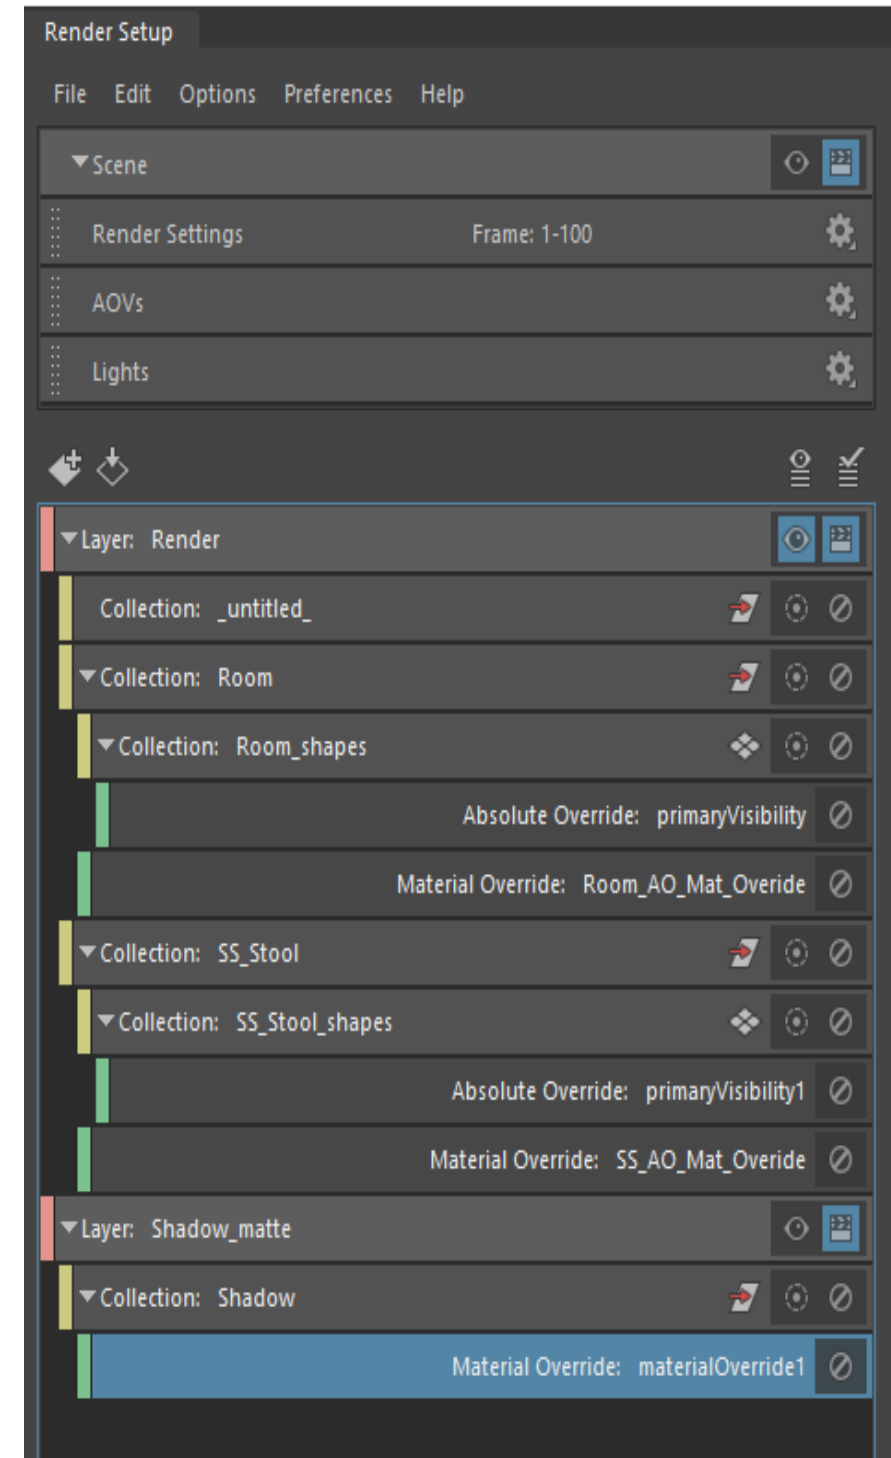 Render Setup
File Edit Options Preferences Help
Scene
Render Settings Frame: 1-100
AOVs
Lights
Layer: Render
Collection: _untitled_
Collection: Room
Collection: Room_shapes
Absolute Override: primaryVisibility
Material Override: Room_AO_Mat_Overide
Collection: SS_Stool
Collection: SS_Stool_shapes
Absolute Override: primaryVisibility1
Material Override: SS_AO_Mat_Overide
Layer: Shadow_matte
Collection: Shadow
Material Override: materialOverride1